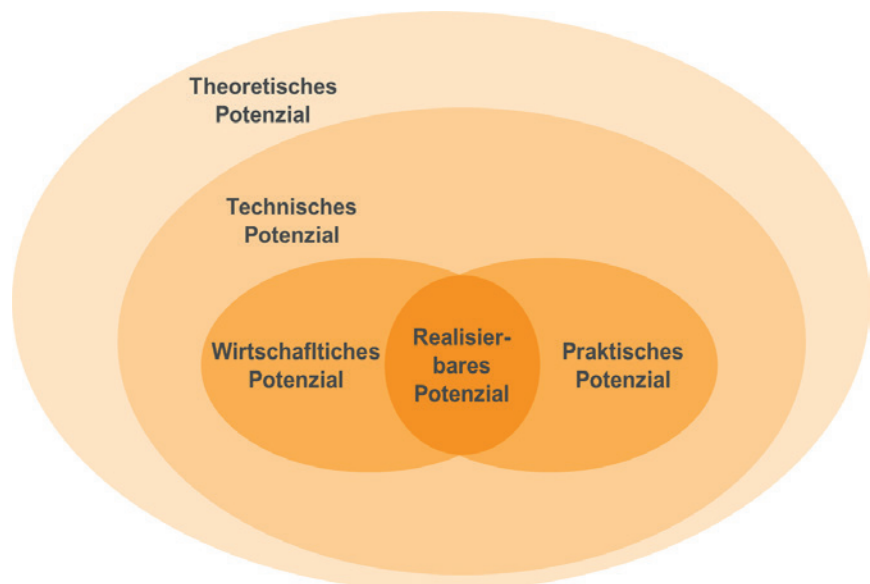 Theoretisches
Potenzial
Technisches
Potenzial
Wirtschafltiches
Potenzial
Realisier-
bares
Potenzial
Praktisches
Potenzial